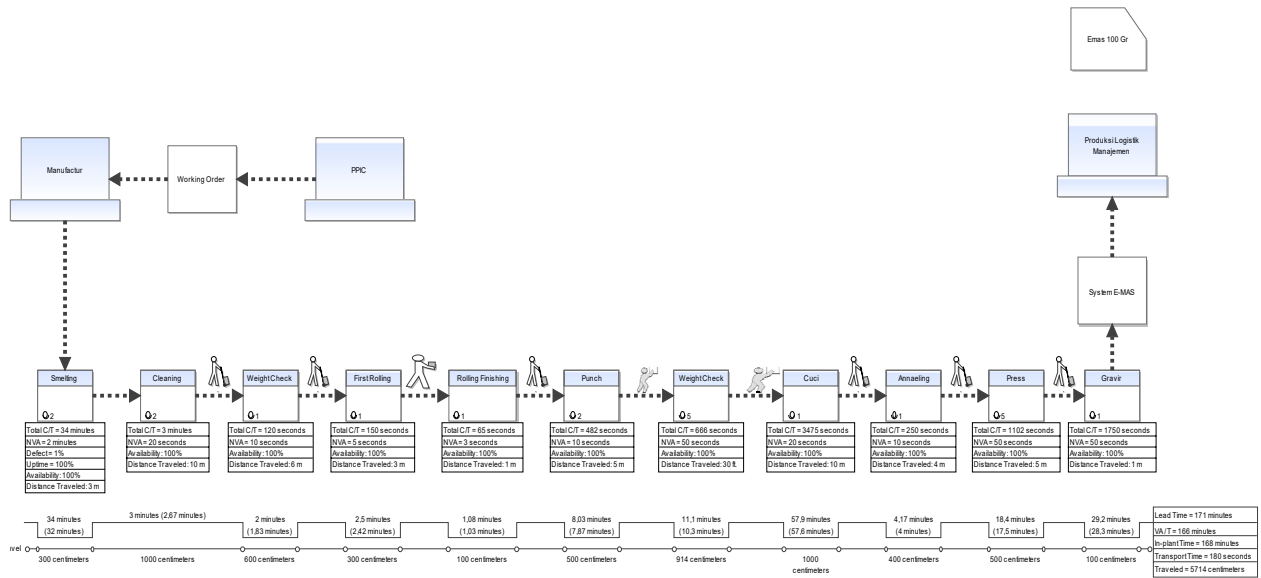 Emas 100 Gr
Manufactur
Working Order
PPIC
Produksi Logistik
Manajemen
System E-MAS
Smelting
2
Total C/T = 34 minutes
NVA = 2 minutes
Defect = 1%
Uptime = 100%
Availability: 100%
Distance Traveled: 3 m
Cleaning
2
Total C/T = 3 minutes
NVA = 20 seconds
Availability: 100%
Distance Traveled: 10 m
Weight Check
1
Total C/T = 120 seconds
NVA = 10 seconds
Availability: 100%
Distance Traveled: 6 m
First Rolling
1
Total C/T = 150 seconds
NVA = 5 seconds
Availability: 100%
Distance Traveled: 3 m
Rolling Finishing
1
Total C/T = 65 seconds
NVA = 3 seconds
Availability: 100%
Distance Traveled: 1 m
Punch
2
Total C/T = 482 seconds
NVA = 10 seconds
Availability: 100%
Distance Traveled: 5 m
Weight Check
5
Total C/T = 666 seconds
NVA = 50 seconds
Availability: 100%
Distance Traveled: 30 ft.
Cuci
1
Total C/T = 3475 seconds
NVA = 20 seconds
Availability: 100%
Distance Traveled: 10 m
Annaeling
1
Total C/T = 250 seconds
NVA = 10 seconds
Availability: 100%
Distance Traveled: 4 m
Press
5
Total C/T = 1102 seconds
NVA = 50 seconds
Availability: 100%
Distance Traveled: 5 m
Gravir
1
Total C/T = 1750 seconds
NVA = 50 seconds
Availability: 100%
Distance Traveled: 1 m
34 minutes
(32 minutes)
3 minutes (2,67 minutes)
2 minutes
(1,83 minutes)
2,5 minutes
(2,42 minutes)
1,08 minutes
(1,03 minutes)
8,03 minutes
(7,87 minutes)
11,1 minutes
(10,3 minutes)
57,9 minutes
(57,6 minutes)
4,17 minutes
(4 minutes)
18,4 minutes
(17,5 minutes)
29,2 minutes
(28,3 minutes)
300 centimeters
1000 centimeters
600 centimeters
300 centimeters
100 centimeters
500 centimeters
914 centimeters
1000
centimeters
400 centimeters
500 centimeters
100 centimeters
Lead Time = 171 minutes
VA/T = 166 minutes
In-plant Time = 168 minutes
Transport Time = 180 seconds
Traveled = 5714 centimeters